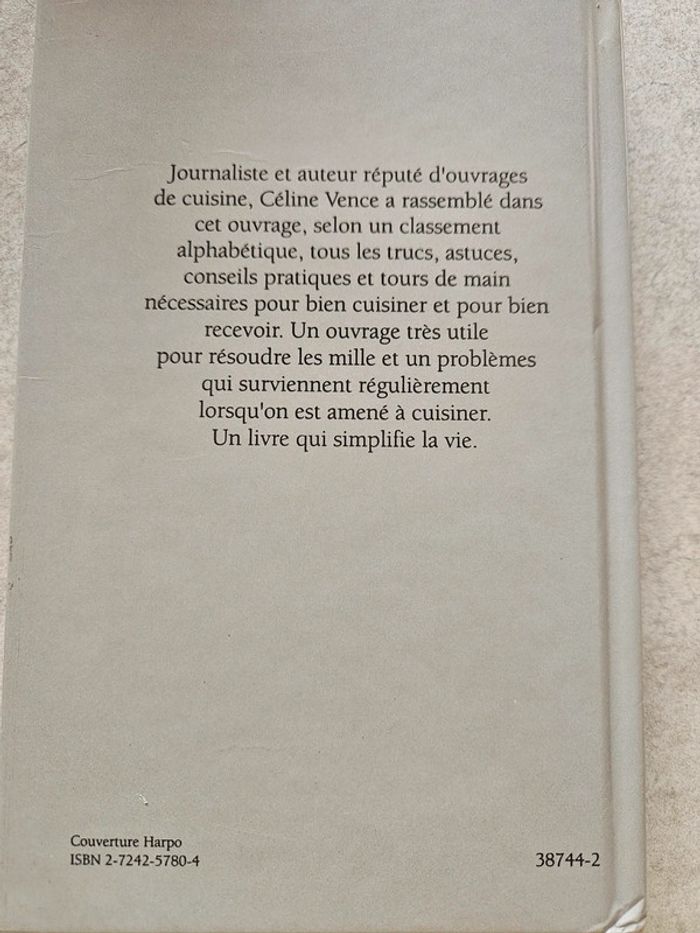 Journaliste et auteur réputé d'ouvrages
de cuisine, Céline Vence a rassemblé dans
cet ouvrage, selon un classement
alphabétique, tous les trucs, astuces,
conseils pratiques et tours de main
nécessaires pour bien cuisiner et pour bien
recevoir. Un ouvrage très utile
pour résoudre les mille et un problèmes
qui surviennent régulièrement
lorsqu'on est amené à cuisiner.
Un livre qui simplifie la vie.
Couverture Harpo
ISBN 2-7242-5780-4
38744-2